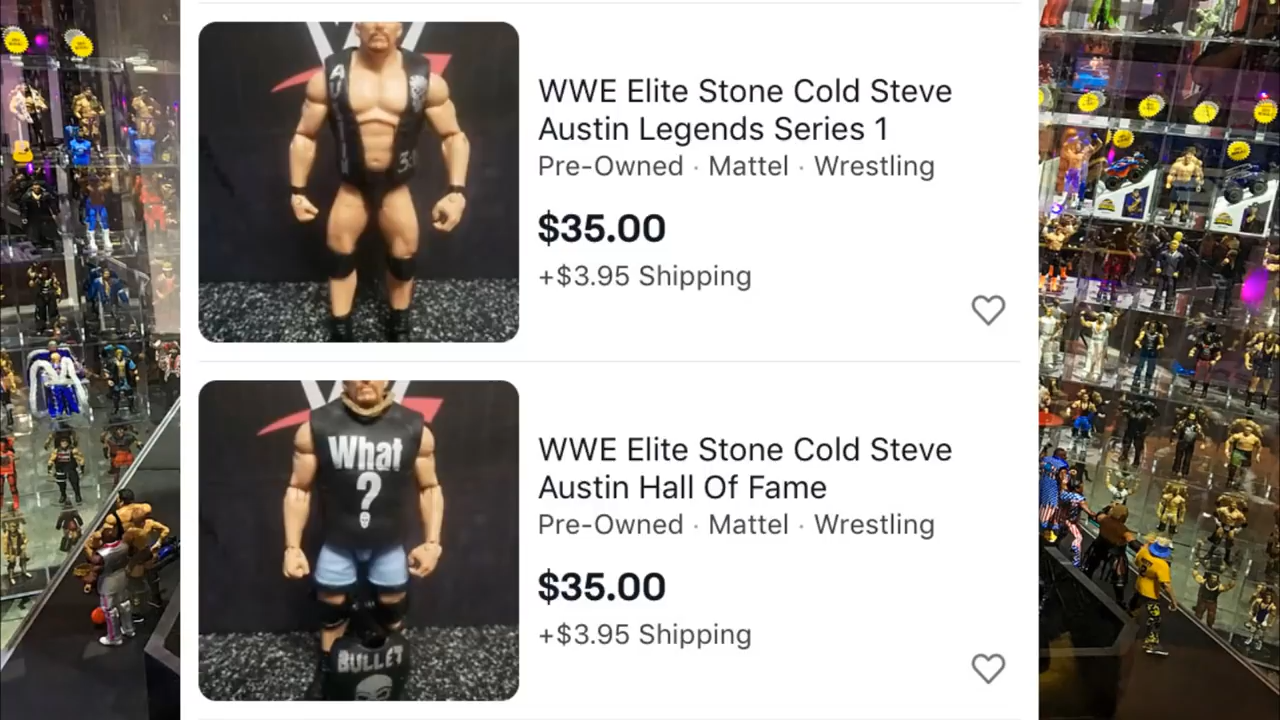 WWE Elite Stone Cold Steve
Austin Legends Series 1
Pre-Owned · Mattel · Wrestling
$35.00
+$3.95 Shipping
What
?
BULLET
WWE Elite Stone Cold Steve
Austin Hall Of Fame
Pre-Owned · Mattel · Wrestling
$35.00
+$3.95 Shipping